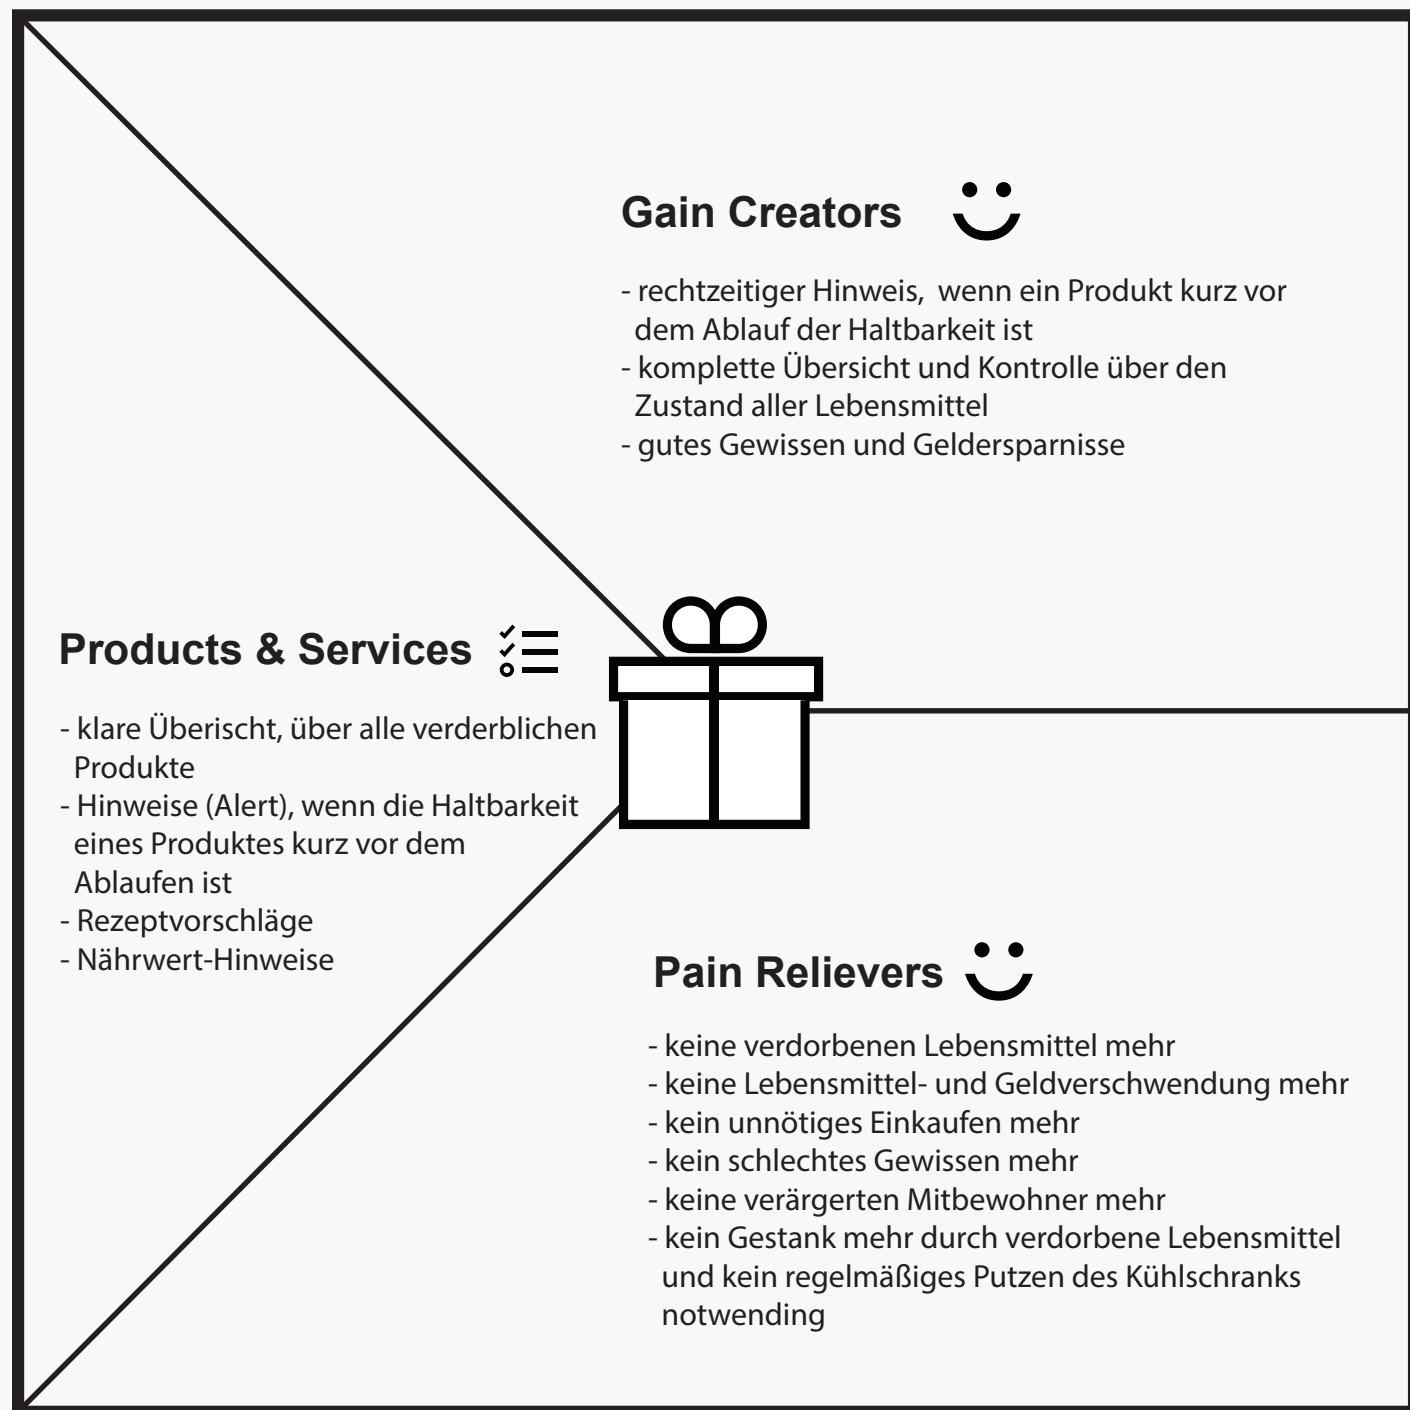 Gain Creators
- rechtzeitiger Hinweis,  wenn ein Produkt kurz vor
dem Ablauf der Haltbarkeit ist
- komplette Übersicht und Kontrolle über den
Zustand aller Lebensmittel
- gutes Gewissen und Geldersparnisse
Products & Services
- klare Überischt, über alle verderblichen
Produkte
- Hinweise (Alert), wenn die Haltbarkeit
eines Produktes kurz vor dem
Ablaufen ist
- Rezeptvorschläge
- Nährwert-Hinweise
Pain Relievers
- keine verdorbenen Lebensmittel mehr
- keine Lebensmittel- und Geldverschwendung mehr
- kein unnötiges Einkaufen mehr
- kein schlechtes Gewissen mehr
- keine verärgerten Mitbewohner mehr
- kein Gestank mehr durch verdorbene Lebensmittel
und kein regelmäßiges Putzen des Kühlschranks
notwending